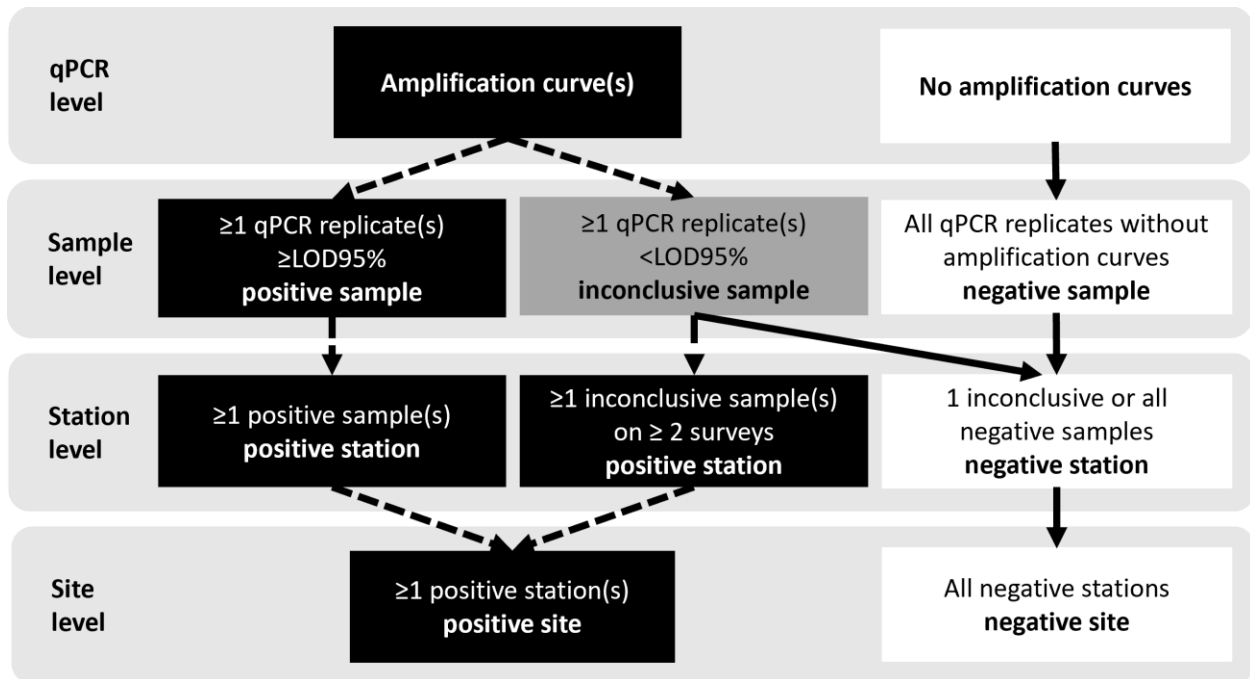 qPCR
level
Amplification curve(s)
No amplification curves
Sample
level
≥1 qPCR replicate(s)
≥LOD95%
positive sample
≥1 qPCR replicate(s)
<LOD95%
inconclusive sample
All qPCR replicates without
amplification curves
negative sample
Station
level
≥1 positive sample(s)
positive station
≥1 inconclusive sample(s)
on ≥ 2 surveys
positive station
1 inconclusive or all
negative samples
negative station
Site
level
≥1 positive station(s)
positive site
All negative stations
negative site